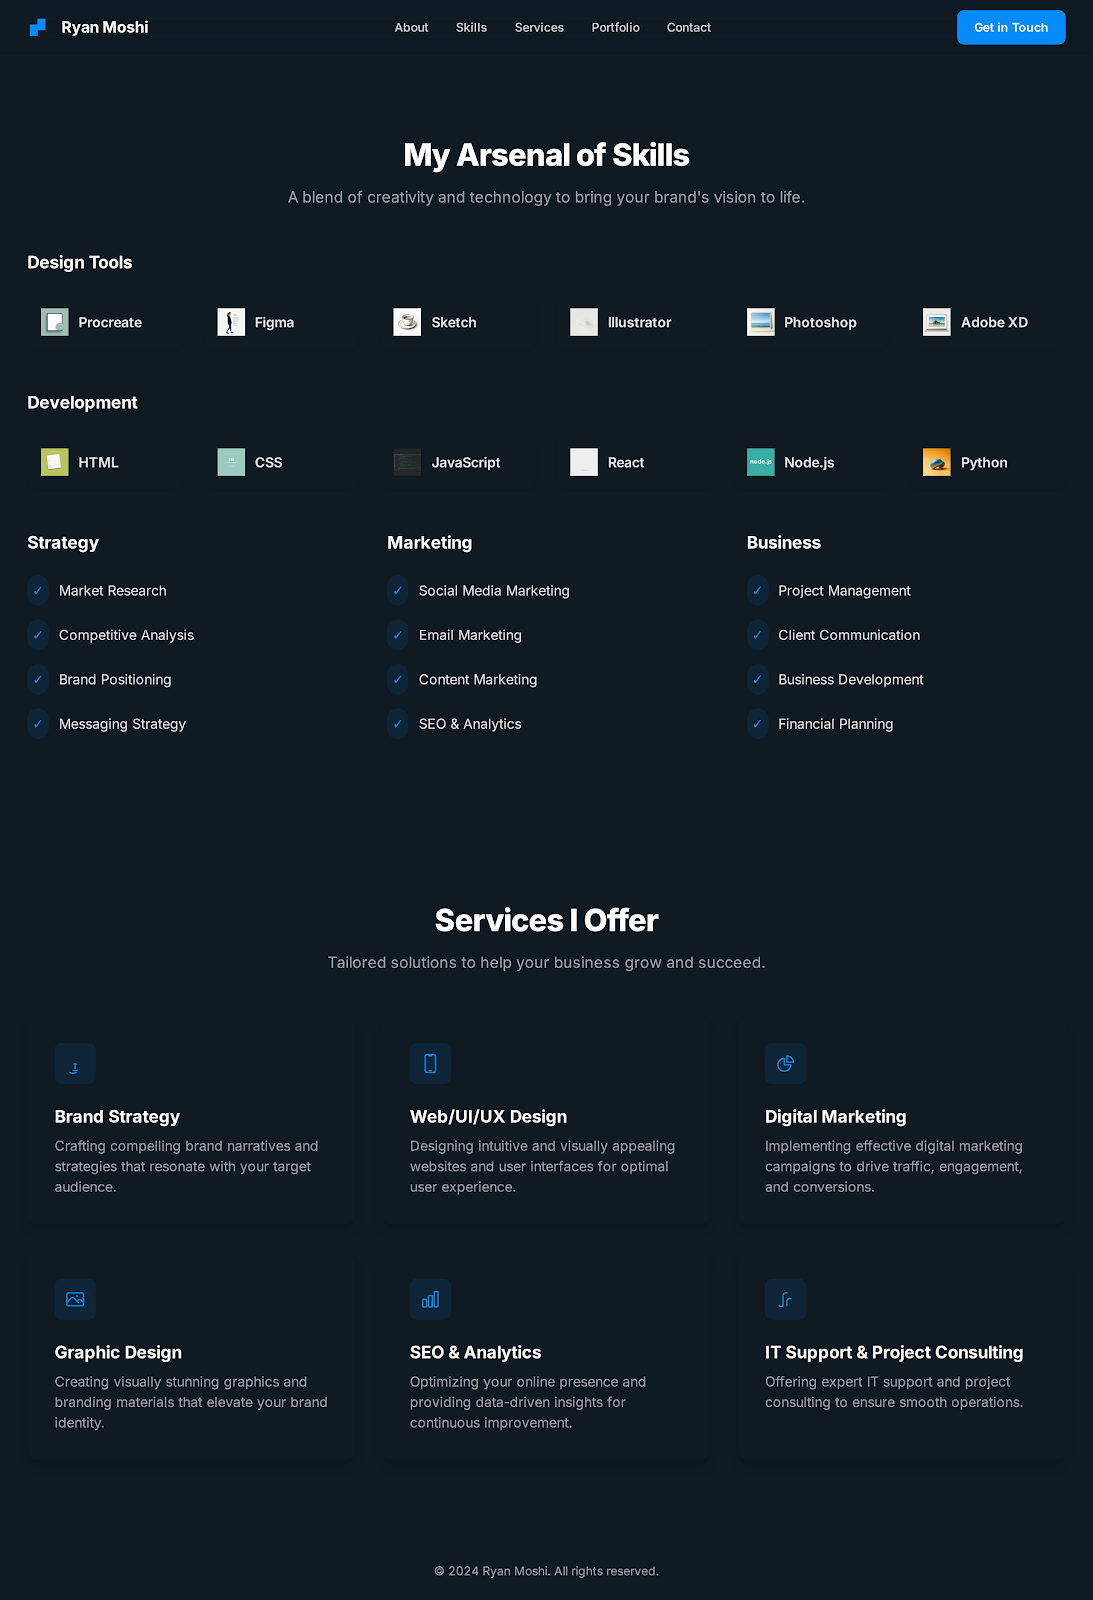 Ryan Moshi
About
Skills
Services
Portfolio
Contact
Get in Touch
My Arsenal of Skills
A blend of creativity and technology to bring your brand's vision to life.
Design Tools
Procreate
Figma
Sketch
Illustrator
Photoshop
Adobe XD
Development
HTML
CSS
JavaScript
React
node.js
Node.js
Python
Strategy
✓ Market Research
✓ Competitive Analysis
✓ Brand Positioning
✓ Messaging Strategy
Marketing
✓ Social Media Marketing
✓ Email Marketing
✓ Content Marketing
✓ SEO & Analytics
Business
✓ Project Management
✓ Client Communication
✓ Business Development
✓ Financial Planning
Services I Offer
Tailored solutions to help your business grow and succeed.
Brand Strategy
Crafting compelling brand narratives and
strategies that resonate with your target
audience.
Web/UI/UX Design
Designing intuitive and visually appealing
websites and user interfaces for optimal
user experience.
Digital Marketing
Implementing effective digital marketing
campaigns to drive traffic, engagement,
and conversions.
Graphic Design
Creating visually stunning graphics and
branding materials that elevate your brand
identity.
SEO & Analytics
Optimizing your online presence and
providing data-driven insights for
continuous improvement.
IT Support & Project Consulting
Offering expert IT support and project
consulting to ensure smooth operations.
© 2024 Ryan Moshi. All rights reserved.